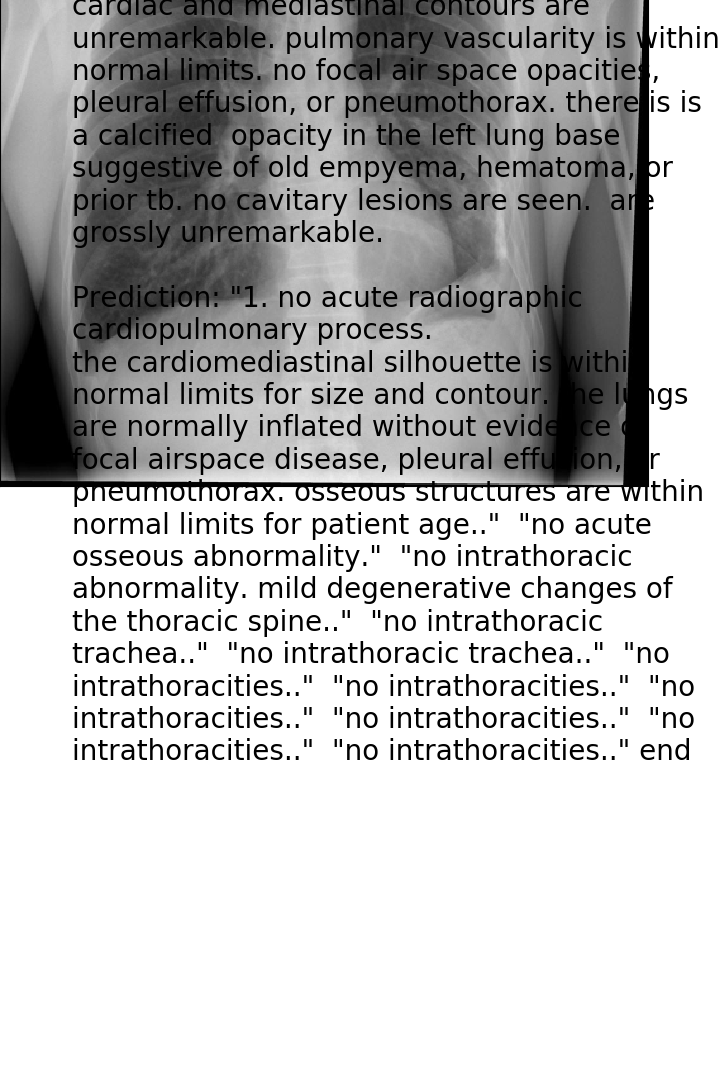 cardiac and mediastinal contours are
unremarkable. pulmonary vascularity is within
normal limits. no focal air space opacities,
pleural effusion, or pneumothorax. there is is
a calcified  opacity in the left lung base
suggestive of old empyema, hematoma, or
prior tb. no cavitary lesions are seen.  are
grossly unremarkable.

Prediction: "1. no acute radiographic
cardiopulmonary process.
the cardiomediastinal silhouette is within
normal limits for size and contour. the lungs
are normally inflated without evidence of
focal airspace disease, pleural effusion, or
pneumothorax. osseous structures are within
normal limits for patient age.."  "no acute
osseous abnormality."  "no intrathoracic
abnormality. mild degenerative changes of
the thoracic spine.."  "no intrathoracic
trachea.."  "no intrathoracic trachea.."  "no
intrathoracities.."  "no intrathoracities.."  "no
intrathoracities.."  "no intrathoracities.."  "no
intrathoracities.."  "no intrathoracities.." end